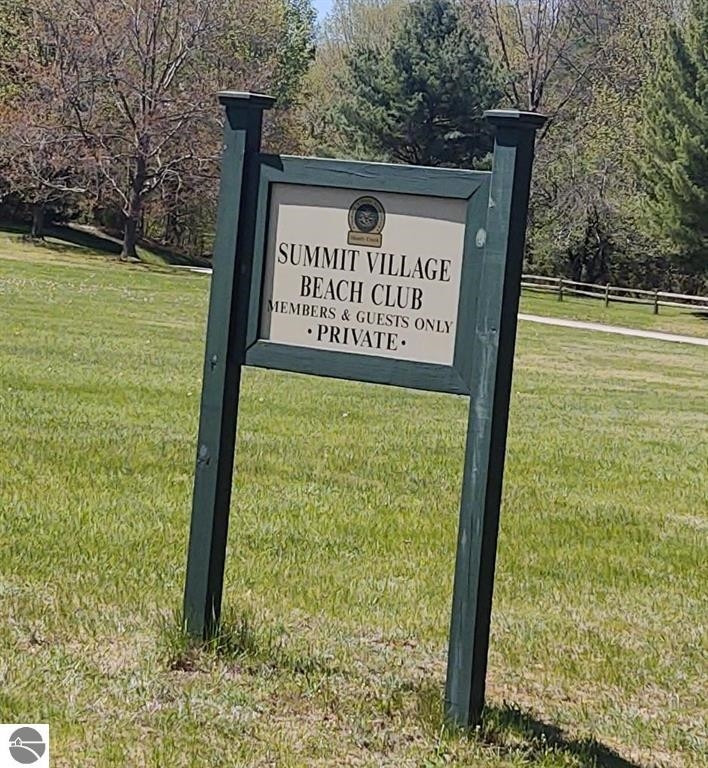 SUMMIT VILLAGE
BEACH CLUB
MEMBERS & GUESTS ONLY
• PRIVATE •